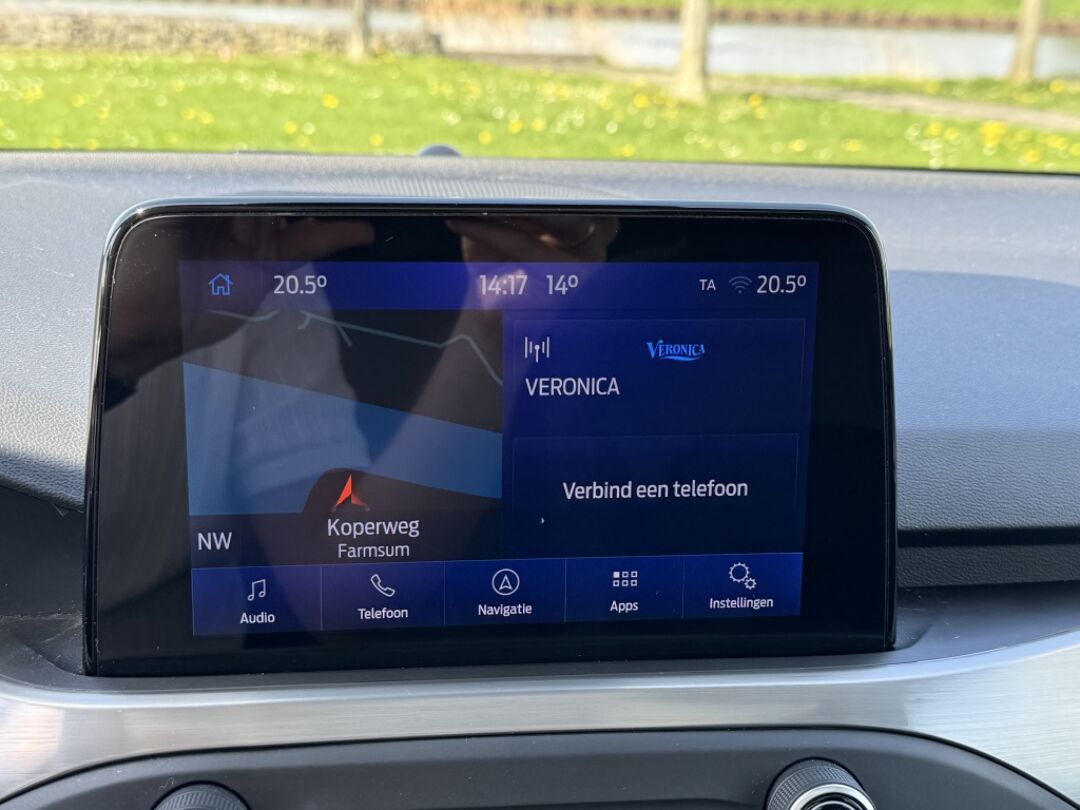 20.5° 14:17 14° TA 20.5°
VERONICA
VERONICA
Verbind een telefoon
Koperweg
NW
Farmsum
Audio Telefoon Navigatie Apps Instellingen